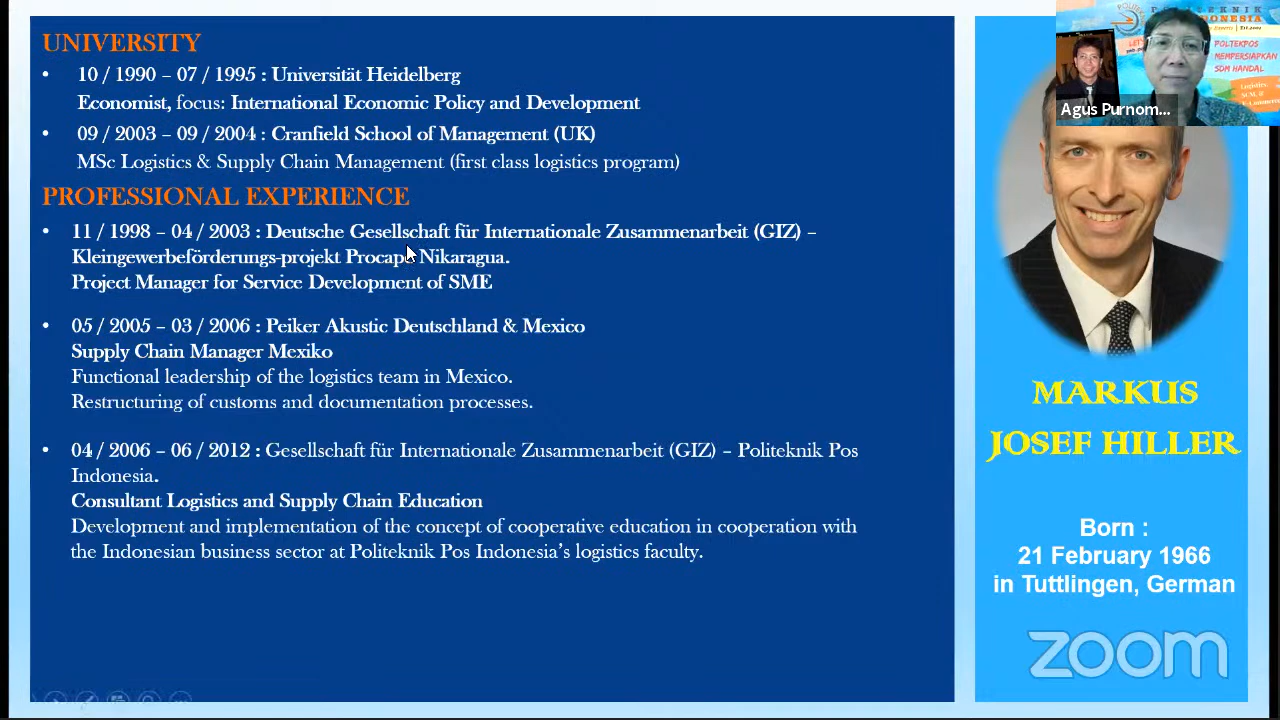 UNIVERSITY
• 10 / 1990 – 07 / 1995 : Universität Heidelberg
Economist, focus: International Economic Policy and Development
• 09 / 2003 – 09 / 2004 : Cranfield School of Management (UK)
MSc Logistics & Supply Chain Management (first class logistics program)
PROFESSIONAL EXPERIENCE
• 11 / 1998 – 04 / 2003 : Deutsche Gesellschaft für Internationale Zusammenarbeit (GIZ) –
Kleingewerbeförderungs-projekt Nikaragua.
Project Manager for Service Development of SME
• 05 / 2005 – 03 / 2006 : Peiker Akustic Deutschland & Mexico
Supply Chain Manager Mexiko
Functional leadership of the logistics team in Mexico.
Restructuring of customs and documentation processes.
• 04 / 2006 – 06 / 2012 : Gesellschaft für Internationale Zusammenarbeit (GIZ) – Politeknik Pos
Indonesia.
Consultant Logistics and Supply Chain Education
Development and implementation of the concept of cooperative education in cooperation with
the Indonesian business sector at Politeknik Pos Indonesia's logistics faculty.
POLTEKPOS
MEMPERSIAPKAN
SDM HANDAL
Logistics,
SCM, &
Agus Purnom...
MARKUS
JOSEF HILLER
Born :
21 February 1966
in Tuttlingen, German
zoom